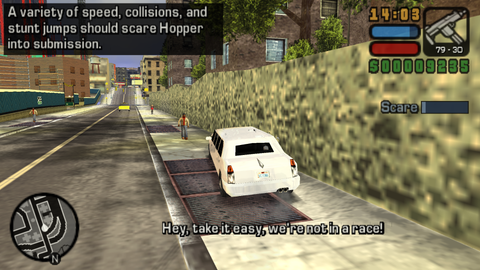 A variety of speed, collisions, and
stunt jumps should scare Hopper
into submission.
14:03
79-30
$00009235
Scare
Hey, take it easy, we're not in a race!
N